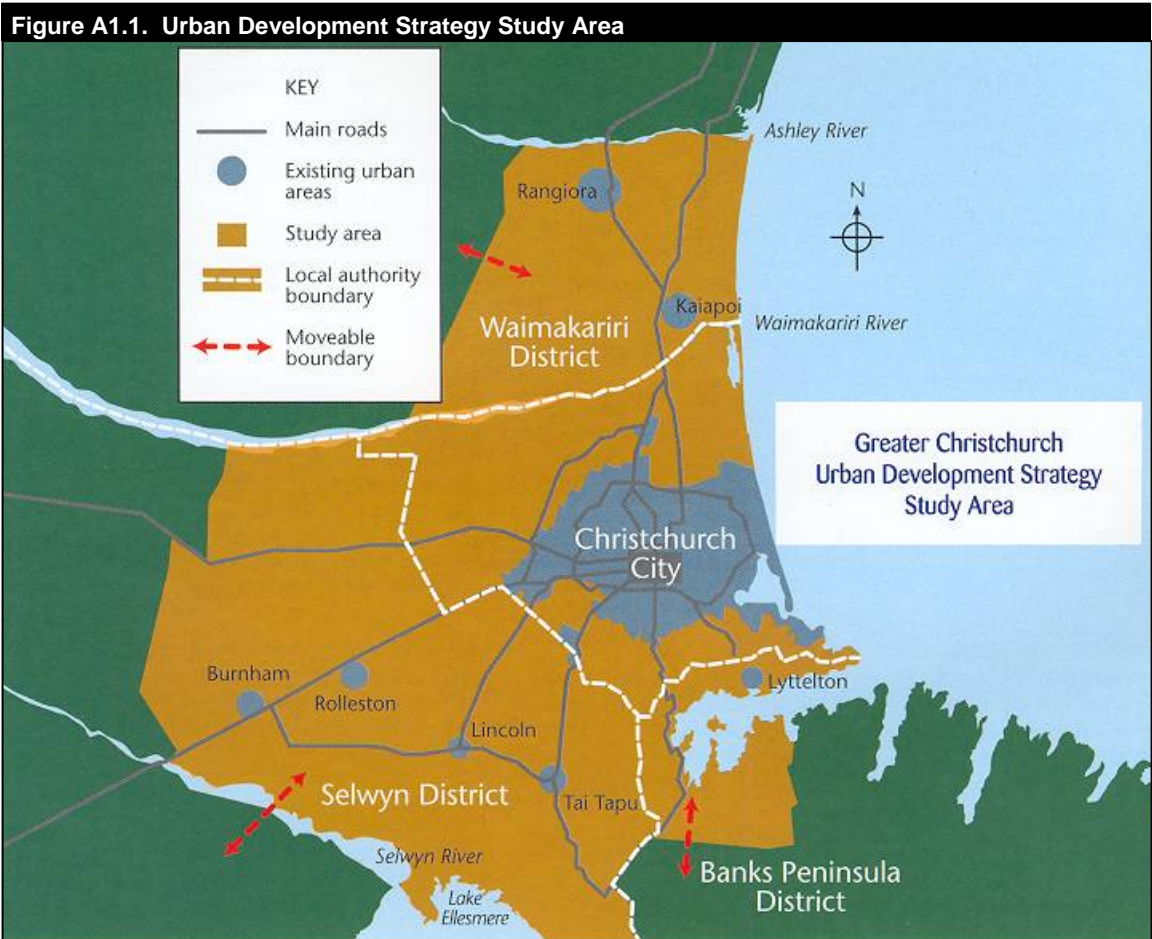 Figure A1.1. Urban Development Strategy Study Area
KEY
Main roads
Existing urban
areas
Study area
Local authority
boundary
Moveable
boundary
Ashley River
N
Rangiora
Kaiapoi
Waimakariri River
Waimakariri
District
Greater Christchurch
Urban Development Strategy
Study Area
Christchurch
City
Burnham
Rolleston
Lyttelton
Lincoln
Selwyn District
Tai Tapu
Selwyn River
Banks Peninsula
District
Lake
Ellesmere